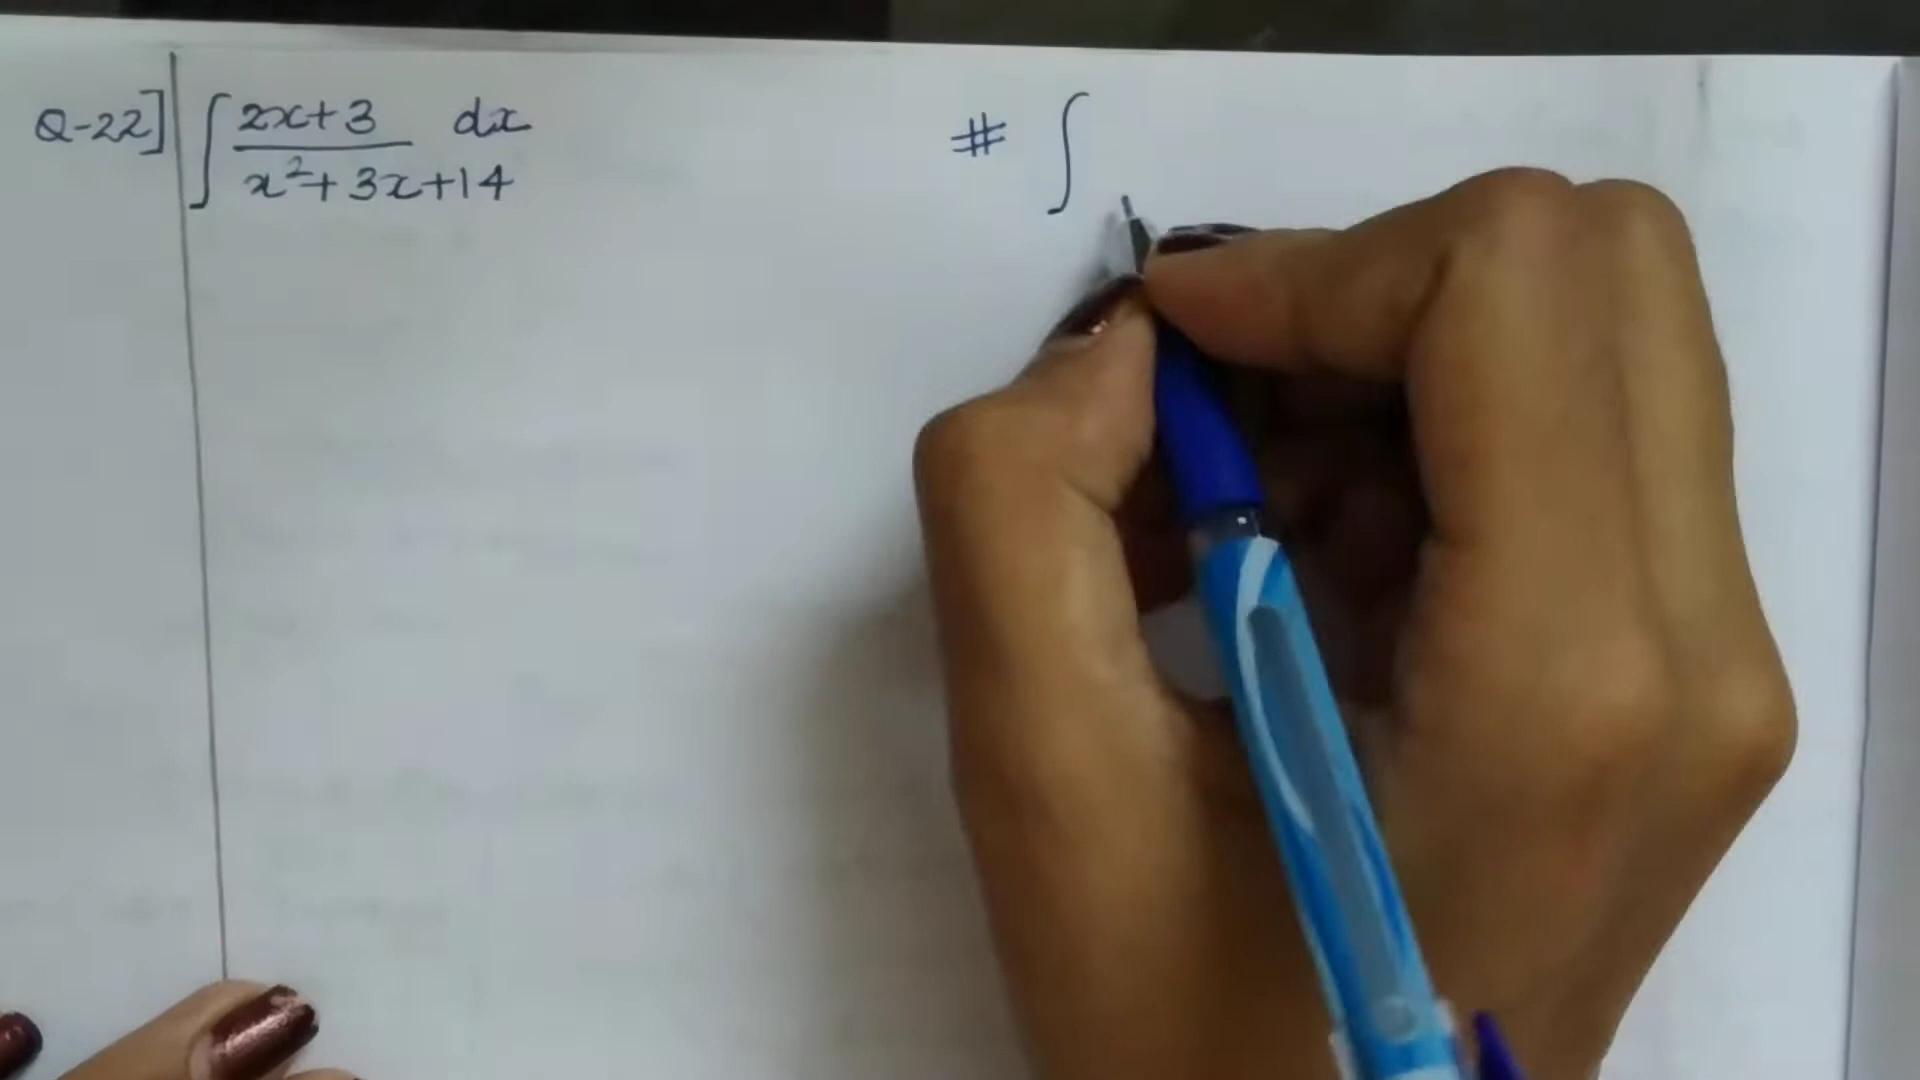 Q-22] ∫ 2x+3 dx
x²+3x+14
# ∫